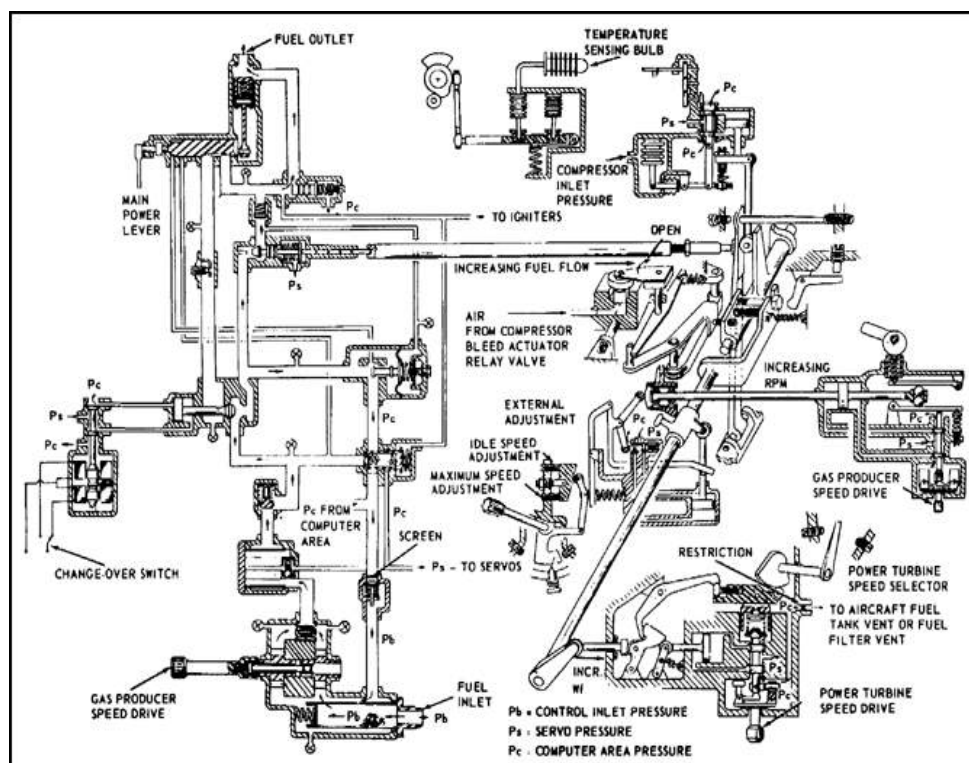 FUEL OUTLET
TEMPERATURE
SENSING BULB
Pc
Ps
Pc
COMPRESSOR
INLET
PRESSURE
MAIN
POWER
LEVER
Pc
TO IGNITERS
OPEN
Ps
INCREASING FUEL FLOW
AIR
FROM COMPRESSOR
BLEED ACTUATOR
RELAY VALVE
INCREASING
RPM
Pc
Ps
Pc
Pc
EXTERNAL
ADJUSTMENT
Pc
Ps
Pc
Ps
IDLE SPEED
ADJUSTMENT
MAXIMUM SPEED
ADJUSTMENT
GAS PRODUCER
SPEED DRIVE
Pc FROM
COMPUTER
AREA
Pc
SCREEN
CHANGE-OVER SWITCH
Ps - TO SERVOS
RESTRICTION
POWER TURBINE
SPEED SELECTOR
Pcs
TO AIRCRAFT FUEL
TANK VENT OR FUEL
FILTER VENT
Pb
GAS PRODUCER
SPEED DRIVE
FUEL
INLET
Pb
Pb
INCR.
Wf
Ps
Pc
POWER TURBINE
SPEED DRIVE
Pb = CONTROL INLET PRESSURE
Ps = SERVO PRESSURE
Pc = COMPUTER AREA PRESSURE